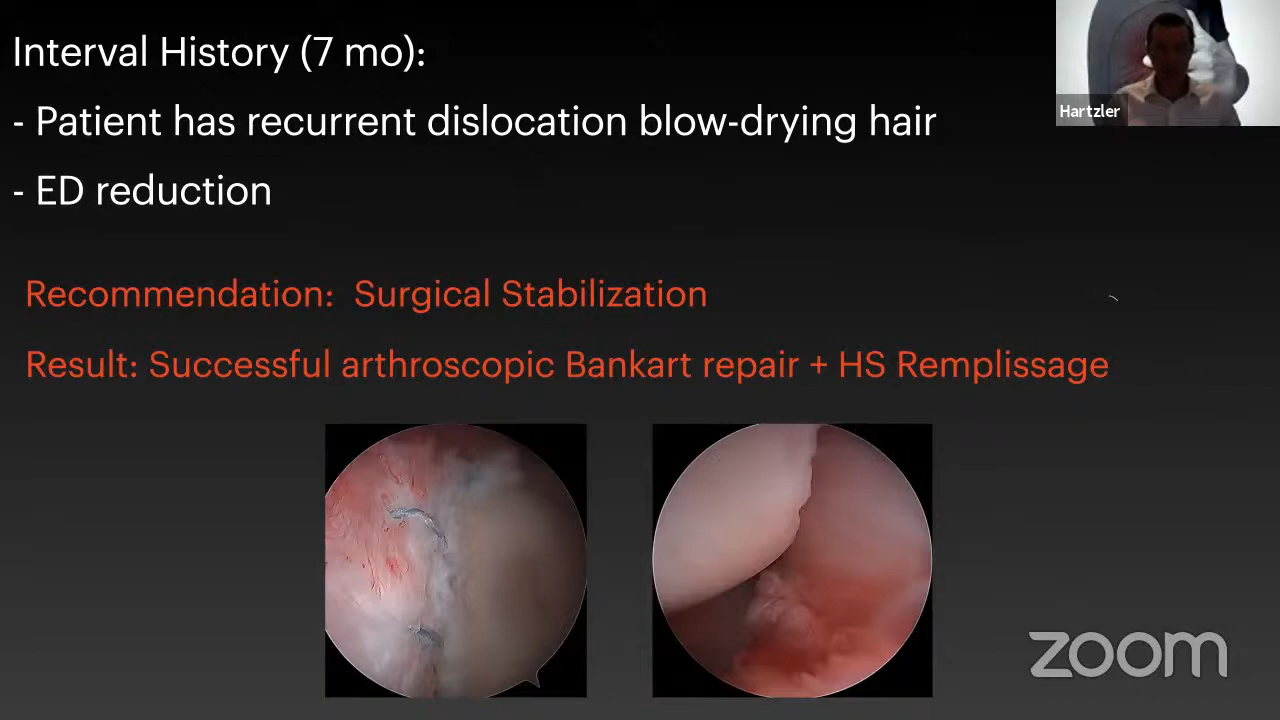 Interval History (7 mo):
- Patient has recurrent dislocation blow-drying hair
- ED reduction
Recommendation:  Surgical Stabilization
Result: Successful arthroscopic Bankart repair + HS Remplissage
Hartzler
zoom